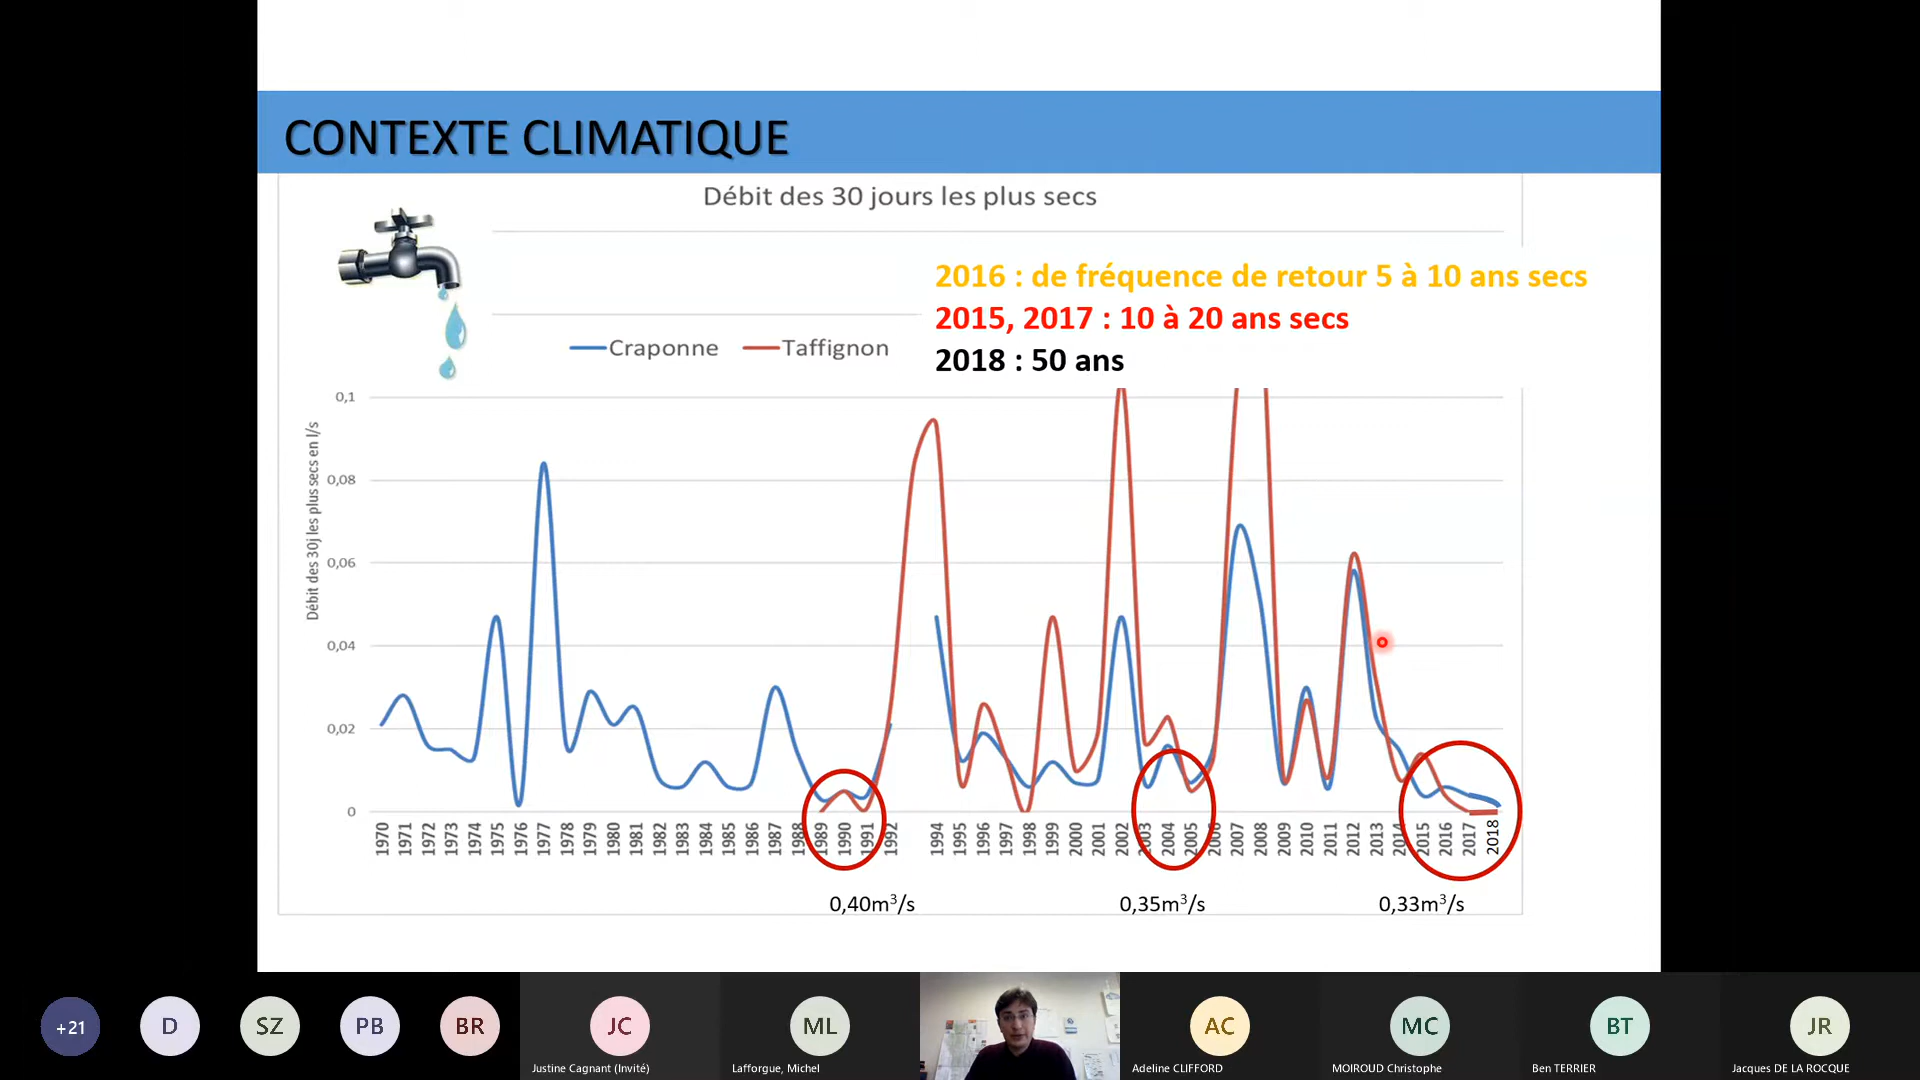 CONTEXTE CLIMATIQUE
Débit des 30 jours les plus secs
2016 : de fréquence de retour 5 à 10 ans secs
2015, 2017 : 10 à 20 ans secs
2018 : 50 ans
Craponne
Taffignon
Débit des 30j les plus secs en l/s
0,1
0,08
0,06
0,04
0,02
0
1970 1971 1972 1973 1974 1975 1976 1977 1978 1979 1980 1981 1982 1983 1984 1985 1986 1987 1988 1989 1990 1991 1992 1994 1995 1996 1997 1998 1999 2000 2001 2002 2003 2004 2005 2006 2007 2008 2009 2010 2011 2012 2013 2014 2015 2016 2017 2018
0,40m³/s
0,35m³/s
0,33m³/s
+21
D
SZ
PB
BR
JC
ML
AC
MC
BT
JR
Justine Cagnant (Invité)
Lafforgue, Michel
Adeline CLIFFORD
MOIROUD Christophe
Ben TERRIER
Jacques DE LA ROCQUE